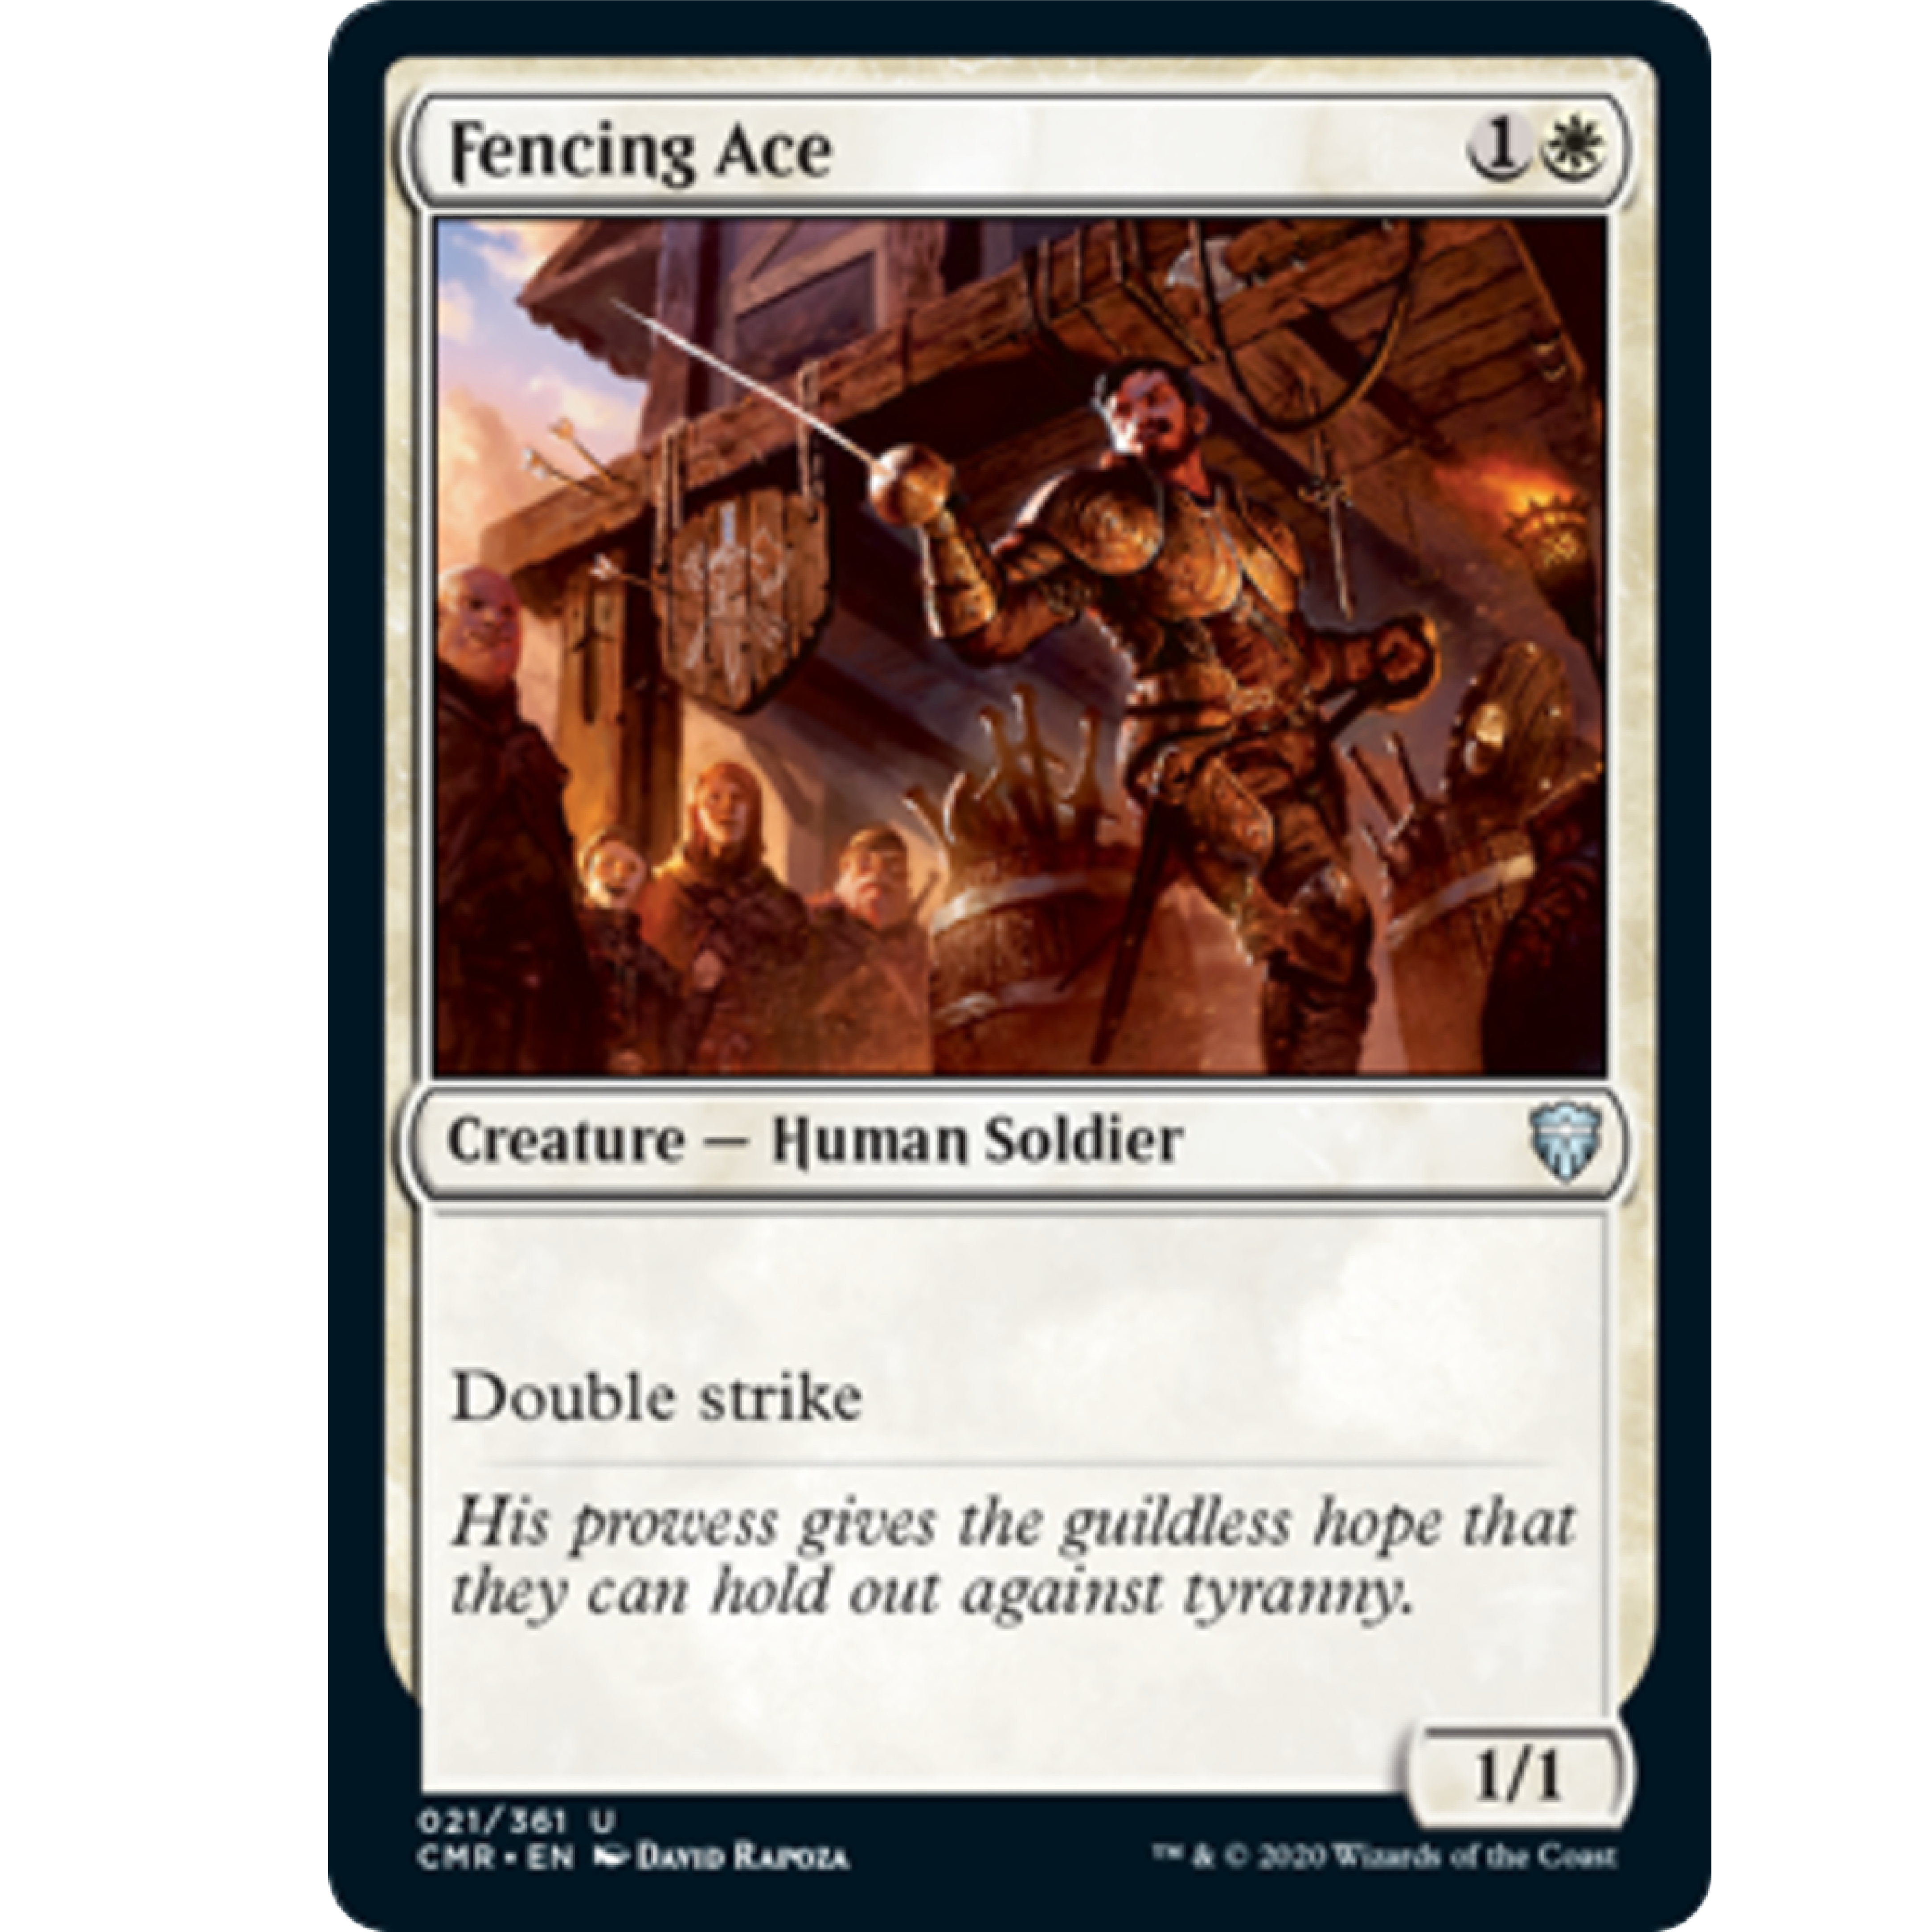 Fencing Ace 1
Creature — Human Soldier
Double strike
His prowess gives the guildless hope that
they can hold out against tyranny.
1/1
021/361 U
CMR • EN David Rapoza
™ & © 2020 Wizards of the Coast